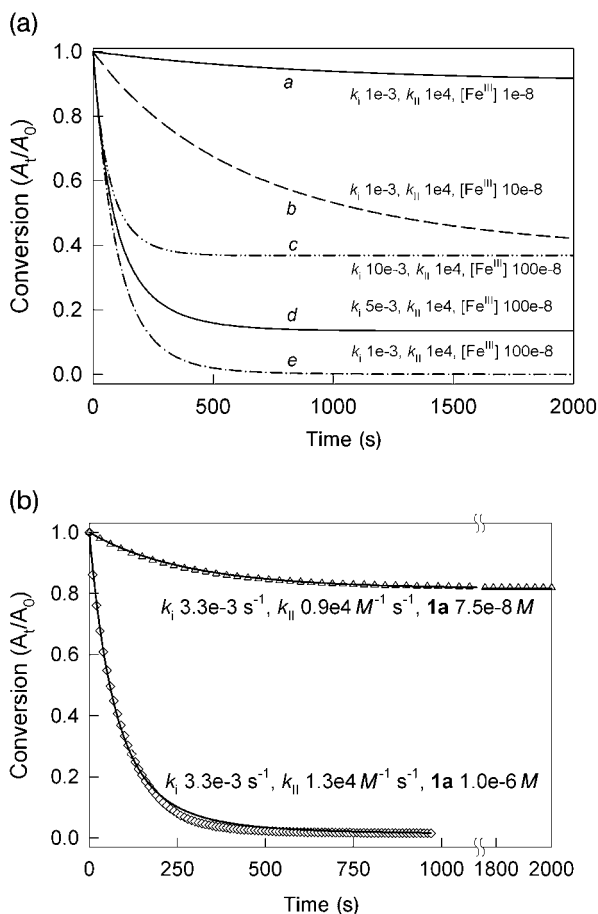 (a)
1.0
0.8
0.6
0.4
0.2
0.0
Conversion (At/A0)
a
ki 1e-3, kII 1e4, [FeIII] 1e-8
ki 1e-3, kII 1e4, [FeIII] 10e-8
b
c
ki 10e-3, kII 1e4, [FeIII] 100e-8
ki 5e-3, kII 1e4, [FeIII] 100e-8
d
ki 1e-3, kII 1e4, [FeIII] 100e-8
e
0 500 1000 1500 2000
Time (s)
(b)
1.0
0.8
0.6
0.4
0.2
0.0
Conversion (At/A0)
ki 3.3e-3 s-1, kII 0.9e4 M-1 s-1, 1a 7.5e-8 M
ki 3.3e-3 s-1, kII 1.3e4 M-1 s-1, 1a 1.0e-6 M
0 250 500 750 1000 1800 2000
Time (s)